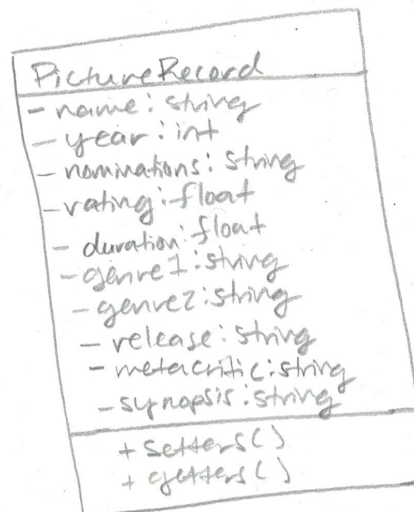 PictureRecord
- name: string
- year: int
- nominations: string
- rating: float
- duration: float
- genre1: string
- genre2: string
- release: string
- metacritic: string
- synopsis: string
+ setters()
+ getters()